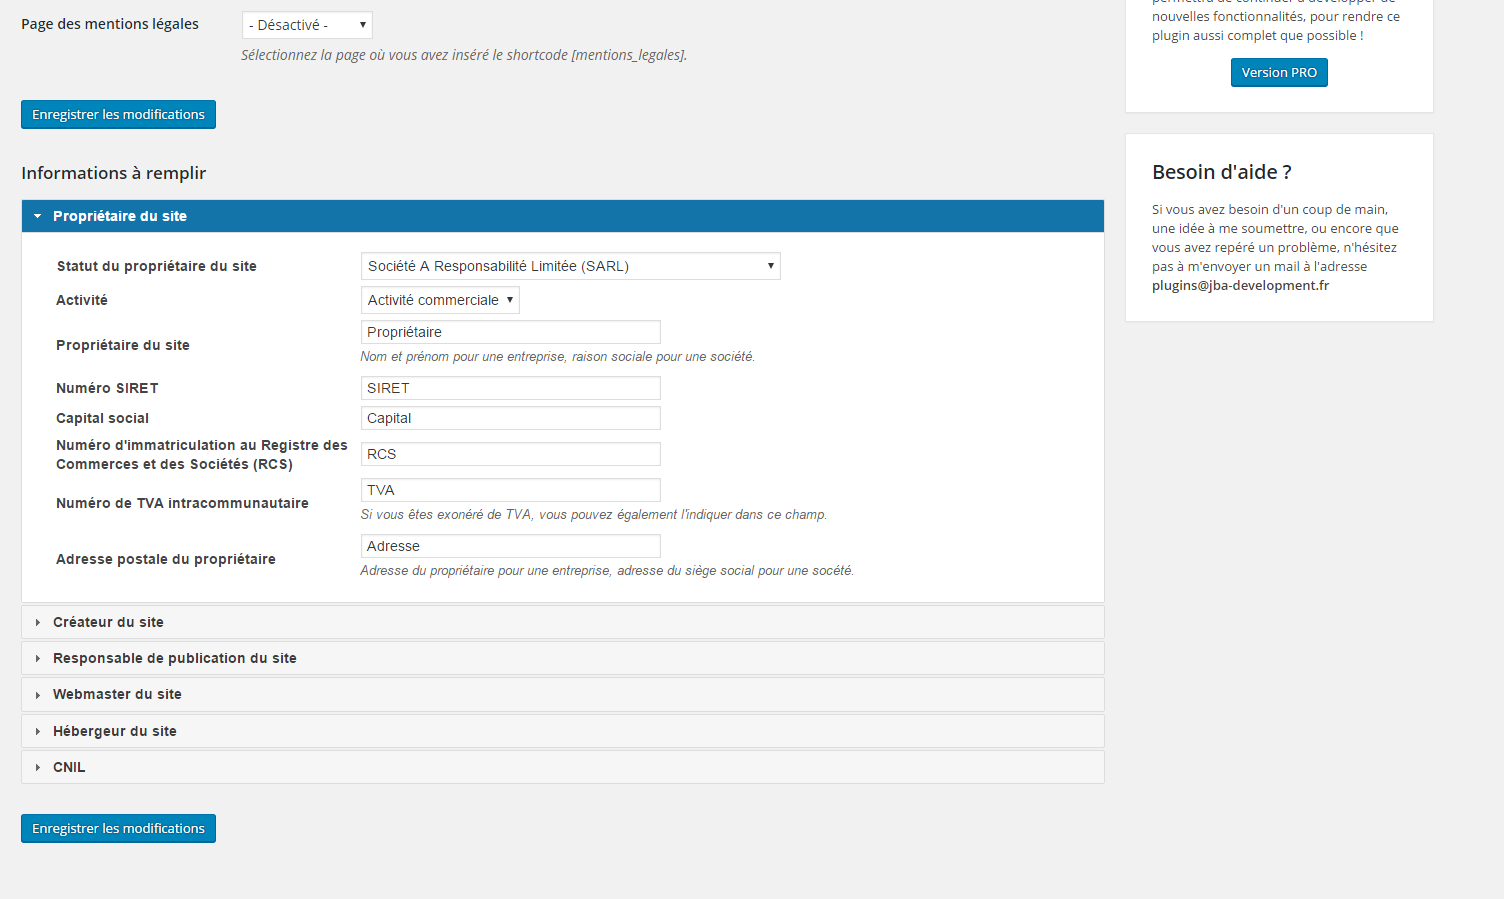 Page des mentions légales
- Désactivé -
Sélectionnez la page où vous avez inséré le shortcode [mentions_legales].
Enregistrer les modifications
Informations à remplir
Propriétaire du site
Statut du propriétaire du site
Société A Responsabilité Limitée (SARL)
Activité
Activité commerciale
Propriétaire du site
Propriétaire
Nom et prénom pour une entreprise, raison sociale pour une société.
Numéro SIRET
SIRET
Capital social
Capital
Numéro d'immatriculation au Registre des
Commerces et des Sociétés (RCS)
RCS
Numéro de TVA intracommunautaire
TVA
Si vous êtes exonéré de TVA, vous pouvez également l'indiquer dans ce champ.
Adresse postale du propriétaire
Adresse
Adresse du propriétaire pour une entreprise, adresse du siège social pour une socété.
Créateur du site
Responsable de publication du site
Webmaster du site
Hébergeur du site
CNIL
Enregistrer les modifications
permettra de continuer à développer de
nouvelles fonctionnalités, pour rendre ce
plugin aussi complet que possible !
Version PRO
Besoin d'aide ?
Si vous avez besoin d'un coup de main,
une idée à me soumettre, ou encore que
vous avez repéré un problème, n'hésitez
pas à m'envoyer un mail à l'adresse
plugins@jba-development.fr